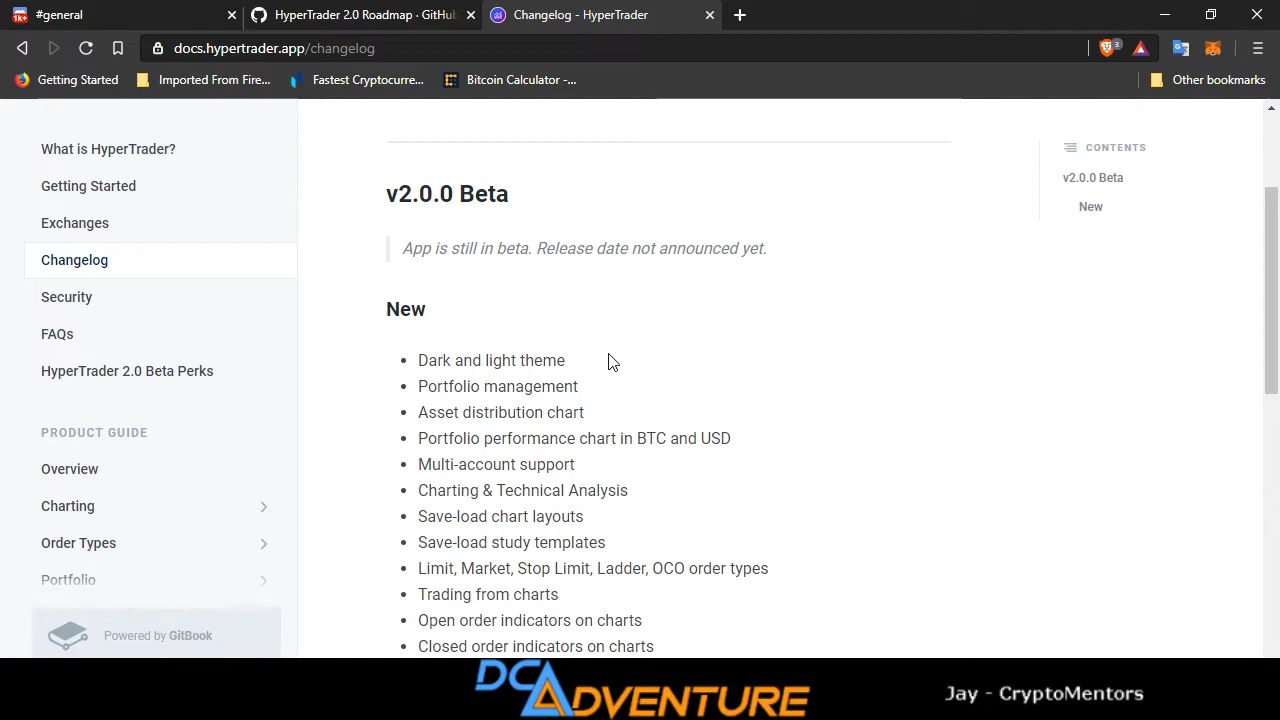 #general
HyperTrader 2.0 Roadmap · GitHub
Changelog - HyperTrader
1k+
docs.hypertrader.app/changelog
3
Getting Started
Imported From Fire...
Fastest Cryptocurre...
Bitcoin Calculator -...
Other bookmarks
What is HyperTrader?
Getting Started
Exchanges
Changelog
Security
FAQs
HyperTrader 2.0 Beta Perks
PRODUCT GUIDE
Overview
Charting
Order Types
Portfolio
Powered by GitBook
v2.0.0 Beta
App is still in beta. Release date not announced yet.
New
• Dark and light theme
• Portfolio management
• Asset distribution chart
• Portfolio performance chart in BTC and USD
• Multi-account support
• Charting & Technical Analysis
• Save-load chart layouts
• Save-load study templates
• Limit, Market, Stop Limit, Ladder, OCO order types
• Trading from charts
• Open order indicators on charts
• Closed order indicators on charts
CONTENTS
v2.0.0 Beta
New
DCADVENTURE
Jay - CryptoMentors